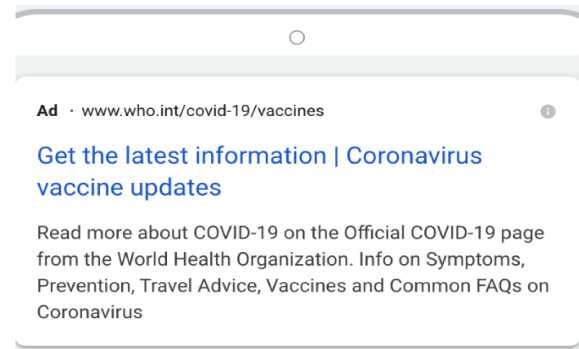 Ad · www.who.int/covid-19/vaccines
Get the latest information | Coronavirus
vaccine updates
Read more about COVID-19 on the Official COVID-19 page
from the World Health Organization. Info on Symptoms,
Prevention, Travel Advice, Vaccines and Common FAQs on
Coronavirus